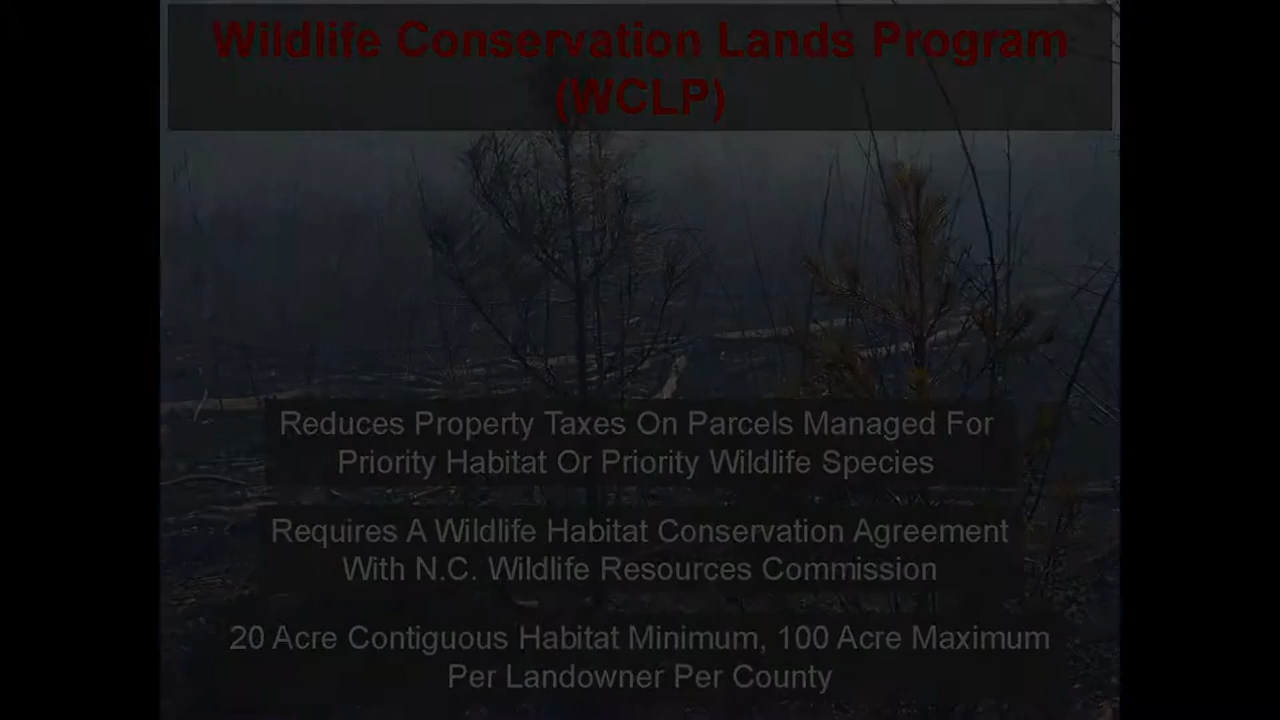 Wildlife Conservation Lands Program
(WCLP)
Reduces Property Taxes On Parcels Managed For
Priority Habitat Or Priority Wildlife Species
Requires A Wildlife Habitat Conservation Agreement
With N.C. Wildlife Resources Commission
20 Acre Contiguous Habitat Minimum, 100 Acre Maximum
Per Landowner Per County